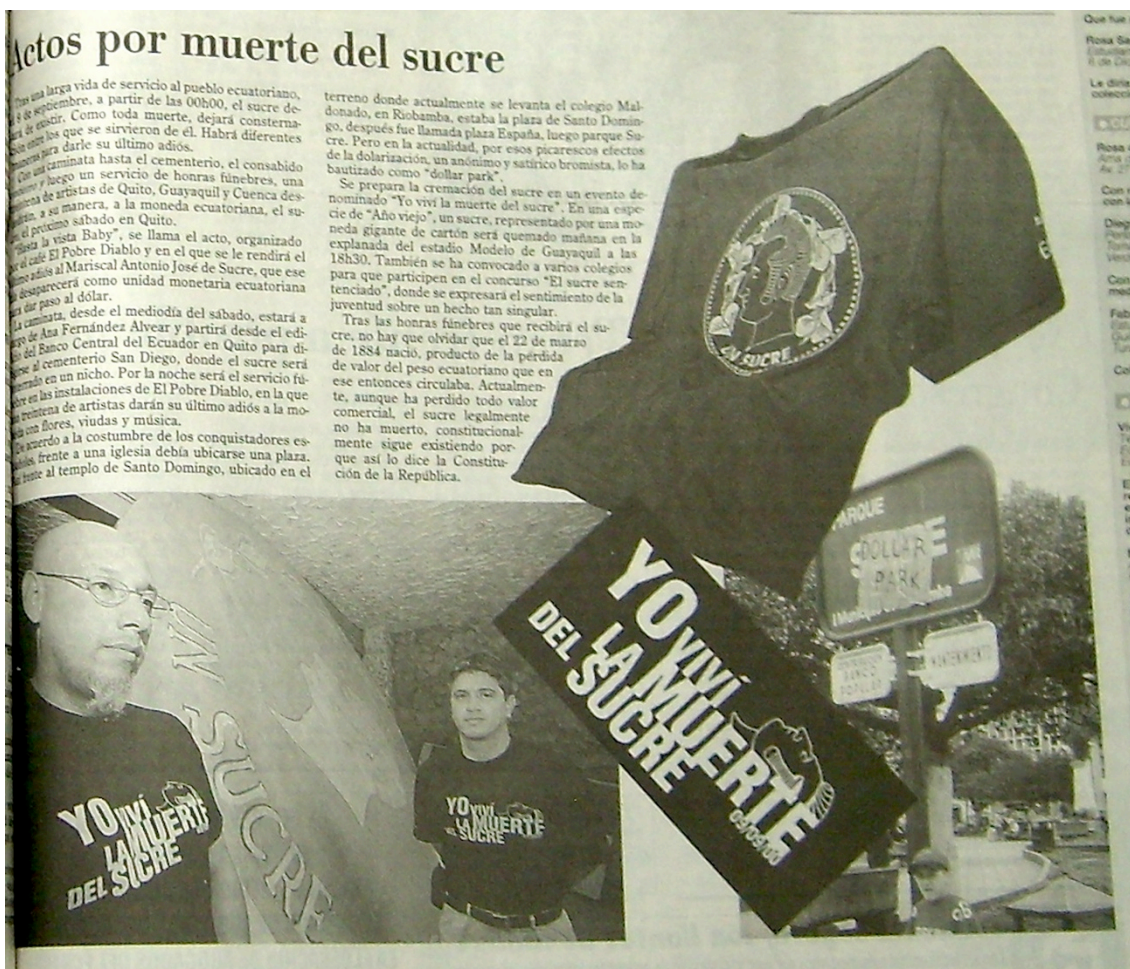 Actos por muerte del sucre
Tras una larga vida de servicio al pueblo ecuatoriano,
9 de septiembre, a partir de las 00h00, el sucre de-
de existir. Como toda muerte, dejará consterna-
entre los que se sirvieron de él. Habrá diferentes
para darle su último adiós.
Con una caminata hasta el cementerio, el consabido
y luego un servicio de honras fúnebres, una
de artistas de Quito, Guayaquil y Cuenca des-
a su manera, a la moneda ecuatoriana, el su-
el próximo sábado en Quito.
"Hasta la vista Baby", se llama el acto, organizado
el café El Pobre Diablo y en el que se le rendirá el
adiós al Mariscal Antonio José de Sucre, que ese
desaparecerá como unidad monetaria ecuatoriana
dar paso al dólar.
La caminata, desde el mediodía del sábado, estará a
de Ana Fernández Alvear y partirá desde el edi-
del Banco Central del Ecuador en Quito para di-
al cementerio San Diego, donde el sucre será
en un nicho. Por la noche será el servicio fú-
en las instalaciones de El Pobre Diablo, en la que
treintena de artistas darán su último adiós a la mo-
con flores, viudas y música.
De acuerdo a la costumbre de los conquistadores es-
frente a una iglesia debía ubicarse una plaza.
frente al templo de Santo Domingo, ubicado en el
terreno donde actualmente se levanta el colegio Mal-
donado, en Riobamba, estaba la plaza de Santo Domin-
go, después fue llamada plaza España, luego parque Su-
cre. Pero en la actualidad, por esos picarescos efectos
de la dolarización, un anónimo y satírico bromista, lo ha
bautizado como "dollar park".
Se prepara la cremación del sucre en un evento de-
nominado "Yo viví la muerte del sucre". En una espe-
cie de "Año viejo", un sucre, representado por una mo-
neda gigante de cartón será quemado mañana en la
explanada del estadio Modelo de Guayaquil a las
18h30. También se ha convocado a varios colegios
para que participen en el concurso "El sucre sen-
tenciado", donde se expresará el sentimiento de la
juventud sobre un hecho tan singular.
Tras las honras fúnebres que recibirá el su-
cre, no hay que olvidar que el 22 de marzo
de 1884 nació, producto de la pérdida
de valor del peso ecuatoriano que en
ese entonces circulaba. Actualmen-
te, aunque ha perdido todo valor
comercial, el sucre legalmente
no ha muerto, constitucional-
mente sigue existiendo por-
que así lo dice la Constitu-
ción de la República.
UN SUCRE
PARQUE
SUCRE
DOLLAR
PARK
BANCO
POPULAR
MANTENIMIENTO
YO VIVÍ
LA MUERTE
DEL SUCRE
09/09/00
UN SUCRE
YO VIVÍ
LA MUERTE
DEL SUCRE
YO VIVÍ
LA MUERTE
DEL SUCRE
Que fue
Rosa
Le
Rosa
Con